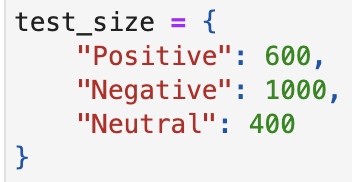 test_size = {
    "Positive": 600,
    "Negative": 1000,
    "Neutral": 400
}